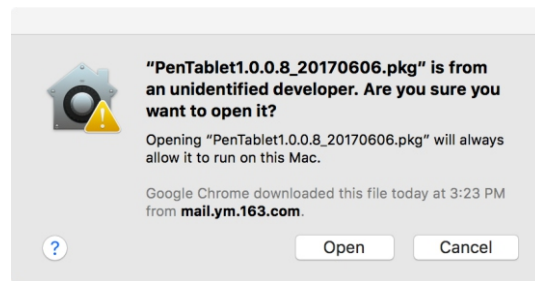 “PenTablet1.0.0.8_20170606.pkg” is from
an unidentified developer. Are you sure you
want to open it?
Opening “PenTablet1.0.0.8_20170606.pkg” will always
allow it to run on this Mac.
Google Chrome downloaded this file today at 3:23 PM
from mail.ym.163.com.
?
Open
Cancel